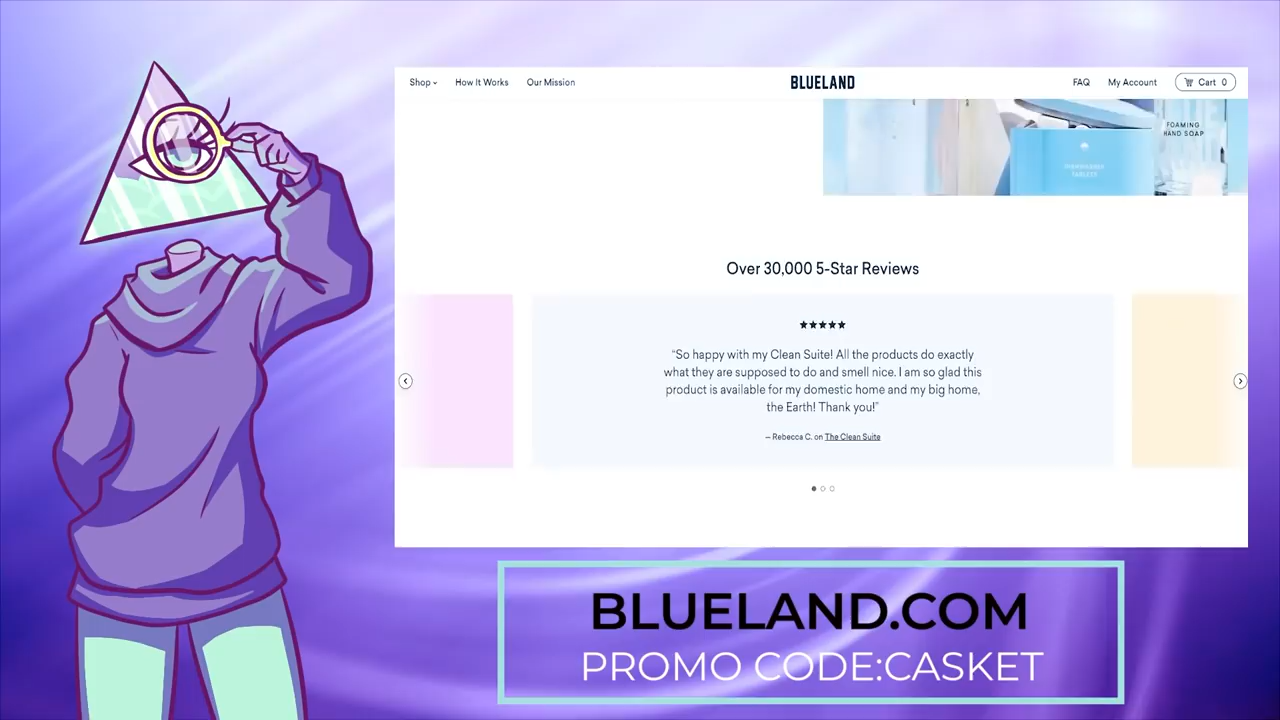 Shop
How It Works
Our Mission
BLUELAND
FAQ
My Account
Cart 0
FOAMING
HAND SOAP
TABLETS
Over 30,000 5-Star Reviews
★★★★★
“So happy with my Clean Suite! All the products do exactly
what they are supposed to do and smell nice. I am so glad this
product is available for my domestic home and my big home,
the Earth! Thank you!”
— Rebecca C. on The Clean Suite
BLUELAND.COM
PROMO CODE:CASKET